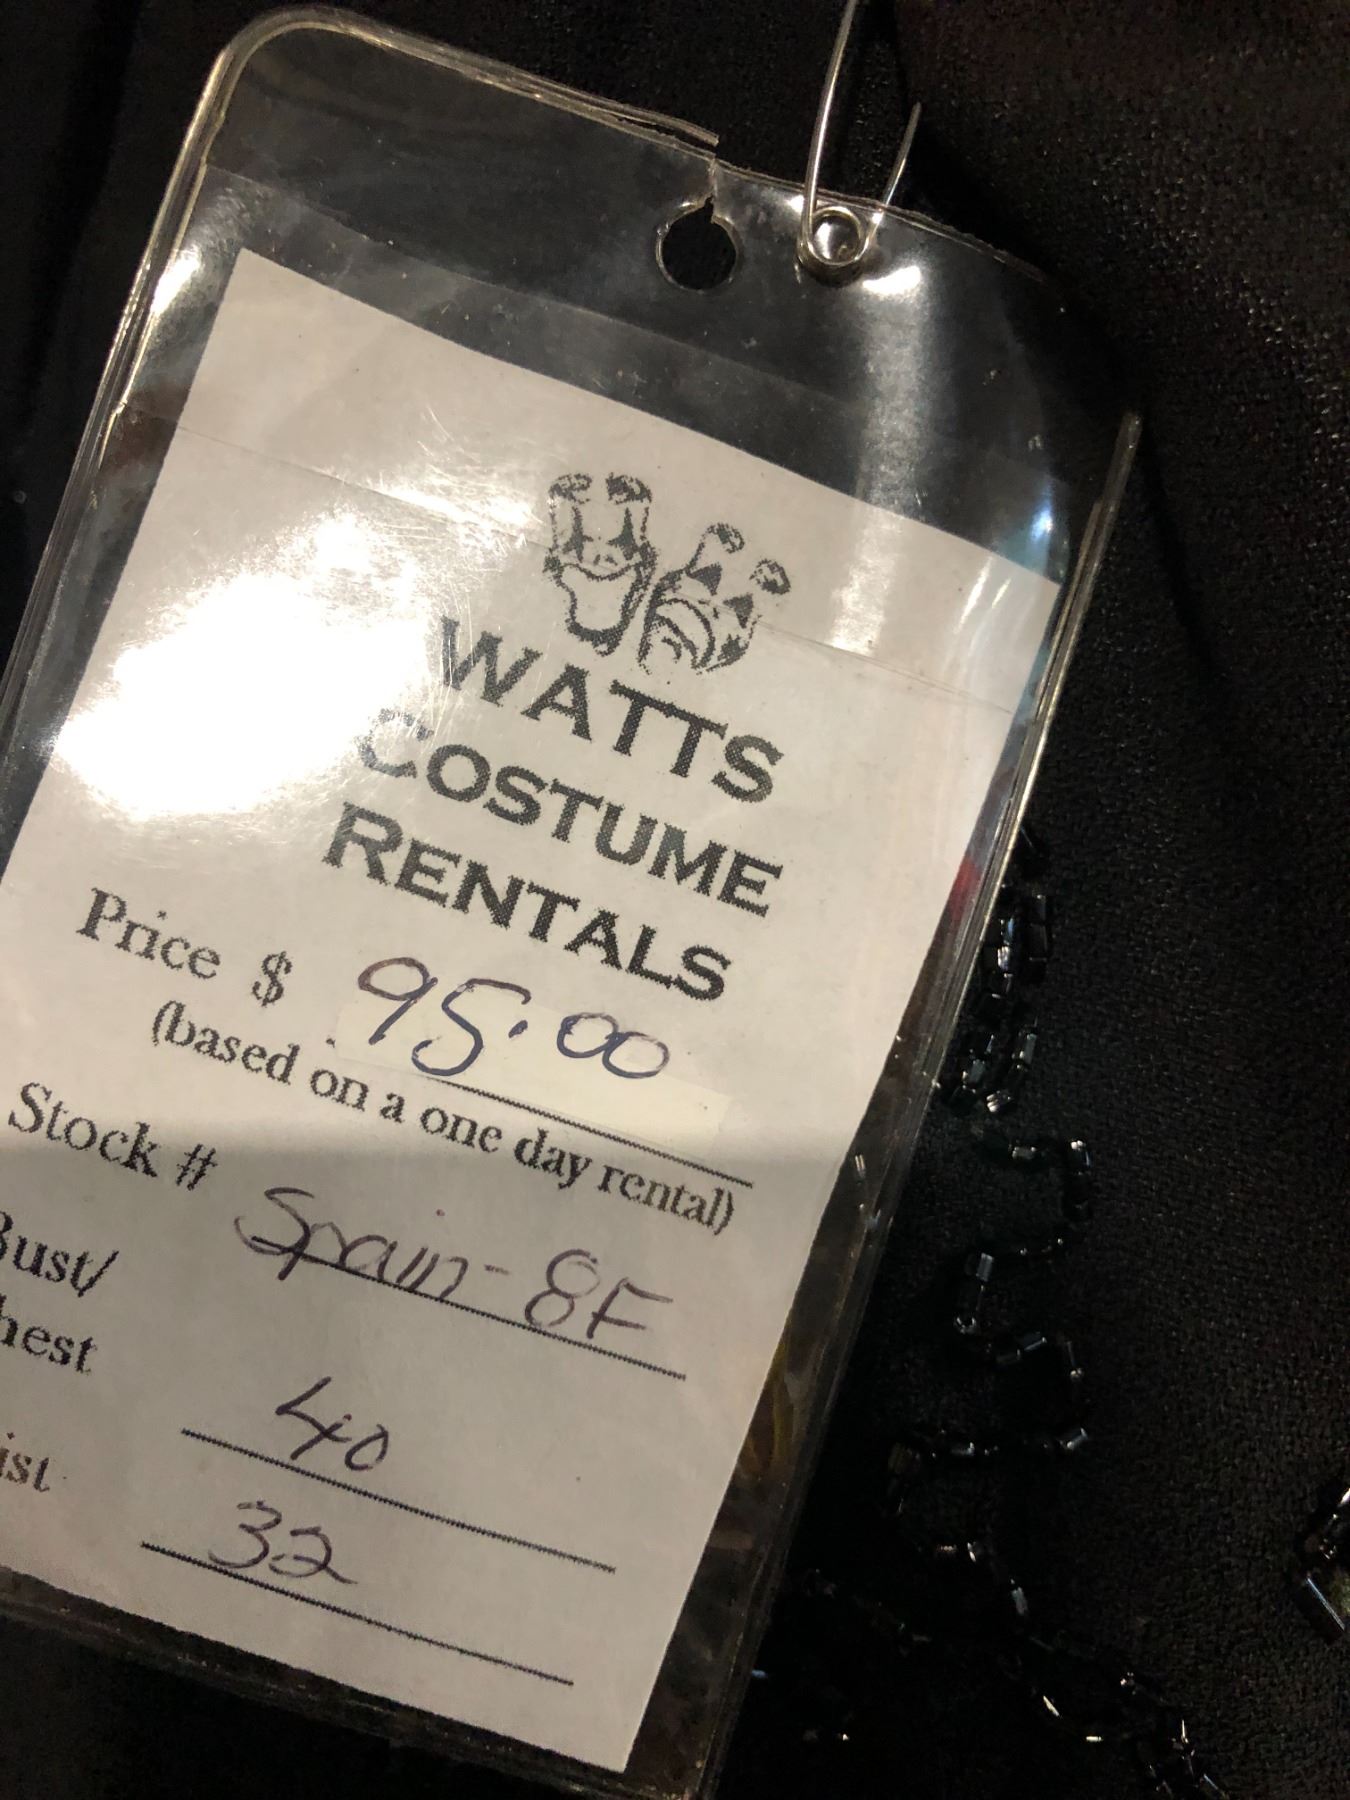 WATTS
COSTUME
RENTALS
Price $ 95.00
(based on a one day rental)
Stock # Spain-8F
Bust/
hest 40
ist 32